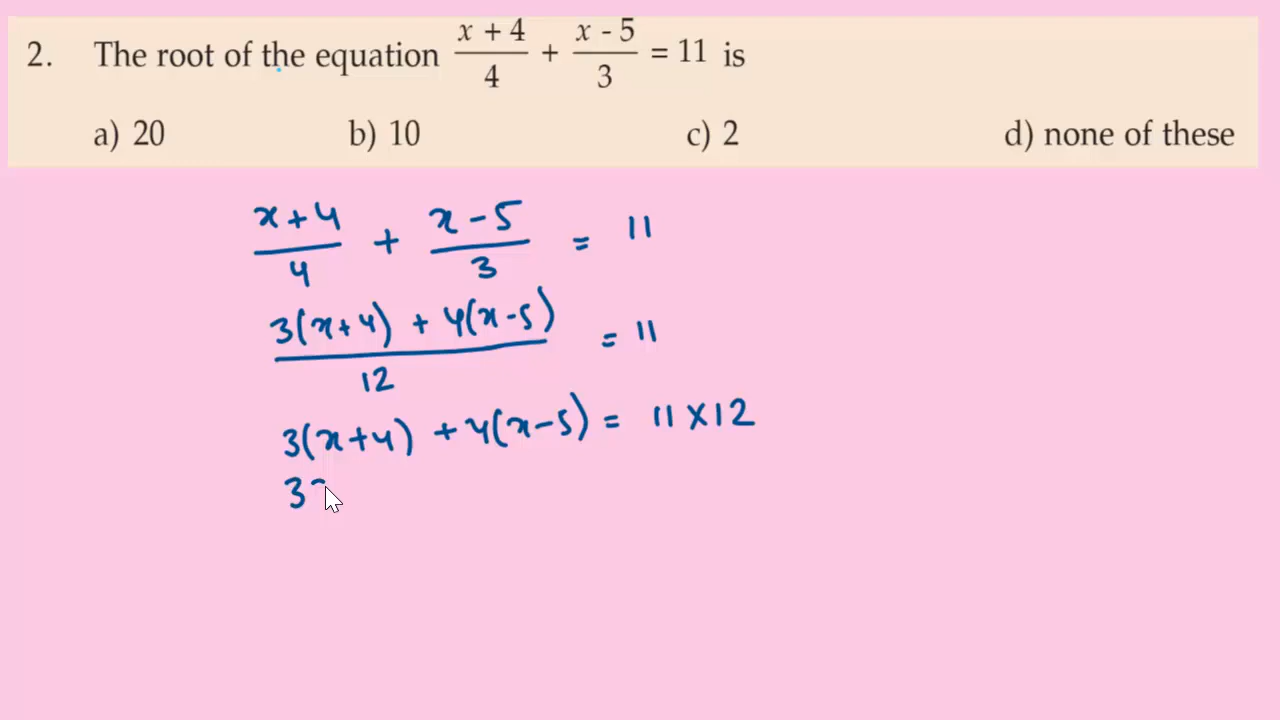 2. The root of the equation (x + 4)/4 + (x - 5)/3 = 11 is
a) 20 b) 10 c) 2 d) none of these
(x+4)/4 + (x-5)/3 = 11
(3(x+4) + 4(x-5))/12 = 11
3(x+4) + 4(x-5) = 11 × 12
3